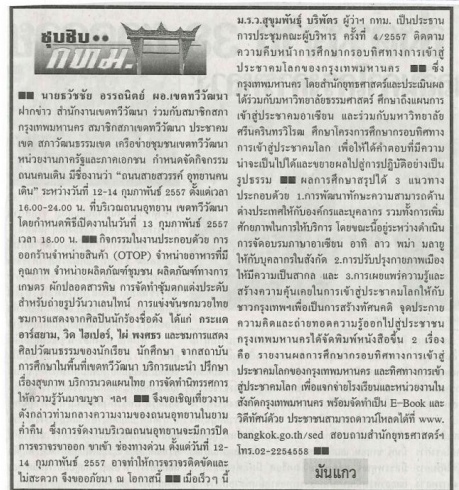 ซุบซิบ..
กทม.
■■ นายธวัชชัย อรรถนิตย์ ผอ.เขตทวีวัฒนา
ฝากข่าว สำนักงานเขตทวีวัฒนา ร่วมกับสมาชิกสภา
กรุงเทพมหานคร สมาชิกสภาเขตทวีวัฒนา ประชาคม
เขต สภาวัฒนธรรมเขต เครือข่ายชุมชนเขตทวีวัฒนา
หน่วยงานภาครัฐและภาคเอกชน กำหนดจัดกิจกรรม
ถนนคนเดิน มีชื่องานว่า "ถนนสายสวรรค์ อุทยานคน
เดิน" ระหว่างวันที่ 12-14 กุมภาพันธ์ 2557 ตั้งแต่เวลา
16.00-24.00 น. ที่บริเวณถนนอุทยาน เขตทวีวัฒนา
โดยกำหนดพิธีเปิดงานในวันที่ 13 กุมภาพันธ์ 2557
เวลา 18.00 น. ■■ กิจกรรมในงานประกอบด้วย การ
ออกร้านจำหน่ายสินค้า (OTOP) จำหน่ายอาหารที่มี
คุณภาพ จำหน่ายผลิตภัณฑ์ชุมชน ผลิตภัณฑ์ทางการ
เกษตร ผักปลอดสารพิษ การจัดทำซุ้มตกแต่งประดับ
สำหรับถ่ายรูปวันวาเลนไทน์ การแข่งขันชกมวยไทย
ชมการแสดงจากศิลปินนักร้องชื่อดัง ได้แก่ กระแต
อาร์สยาม, วิด ไฮเปอร์, ไผ่ พงศธร และชมการแสดง
ศิลปวัฒนธรรมของนักเรียน นักศึกษา จากสถาบัน
การศึกษาในพื้นที่เขตทวีวัฒนา บริการแนะนำ ปรึกษา
เรื่องสุขภาพ บริการนวดแผนไทย การจัดทำนิทรรศการ
ให้ความรู้วันมาฆบูชา ฯลฯ ■■ จึงขอเชิญเที่ยวงาน
ดังกล่าวท่ามกลางความงามของถนนอุทยานในยาม
ค่ำคืน ซึ่งการจัดงานบริเวณถนนอุทยานจะมีการปิด
การจราจรขาออก ขาเข้า ช่องทางด่วน ตั้งแต่วันที่ 12-
14 กุมภาพันธ์ 2557 อาจทำให้การจราจรติดขัดและ
ไม่สะดวก จึงขออภัยมา ณ โอกาสนี้ ■■ เมื่อเร็วๆ นี้
ม.ร.ว.สุขุมพันธุ์ บริพัตร ผู้ว่าฯ กทม. เป็นประธาน
การประชุมคณะผู้บริหาร ครั้งที่ 4/2557 ติดตาม
ความคืบหน้าการศึกษากรอบทิศทางการเข้าสู่
ประชาคมโลกของกรุงเทพมหานคร ■■ ซึ่ง
กรุงเทพมหานคร โดยสำนักยุทธศาสตร์และประเมินผล
ได้ร่วมกับมหาวิทยาลัยธรรมศาสตร์ ศึกษาถึงแผนการ
เข้าสู่ประชาคมอาเซียน และร่วมกับมหาวิทยาลัย
ศรีนครินทรวิโรฒ ศึกษาโครงการศึกษากรอบทิศทาง
การเข้าสู่ประชาคมโลก เพื่อให้ได้คำตอบที่มีความ
น่าจะเป็นไปได้และขยายผลไปสู่การปฏิบัติอย่างเป็น
รูปธรรม ■■ ผลการศึกษาสรุปได้ 3 แนวทาง
ประกอบด้วย 1.การพัฒนาทักษะความสามารถด้าน
ต่างประเทศให้กับองค์กรและบุคลากร รวมทั้งการเพิ่ม
ศักยภาพในการให้บริการ โดยขณะนี้อยู่ระหว่างดำเนิน
การจัดอบรมภาษาอาเซียน อาทิ ลาว พม่า มลายู
ให้กับบุคลากรในสังกัด 2.การปรับปรุงกายภาพเมือง
ให้มีความเป็นสากล และ 3.การเผยแพร่ความรู้และ
สร้างความคุ้นเคยในการเข้าสู่ประชาคมโลกให้กับ
ชาวกรุงเทพฯเพื่อเป็นการสร้างทัศนคติ จุดประกาย
ความคิดและถ่ายทอดความรู้ออกไปสู่ประชาชน
กรุงเทพมหานครได้จัดพิมพ์หนังสือขึ้น 2 เรื่อง
คือ รายงานผลการศึกษากรอบทิศทางการเข้าสู่
ประชาคมโลกของกรุงเทพมหานคร และทิศทางการเข้า
สู่ประชาคมโลก เพื่อแจกจ่ายโรงเรียนและหน่วยงานใน
สังกัดกรุงเทพมหานคร พร้อมจัดทำเป็น E-Book และ
วีดิทัศน์ด้วย ประชาชนสามารถดาวน์โหลดได้ที่ www.
bangkok.go.th/sed สอบถามสำนักยุทธศาสตร์ฯ
โทร.02-2254558 ■■
มันแกว